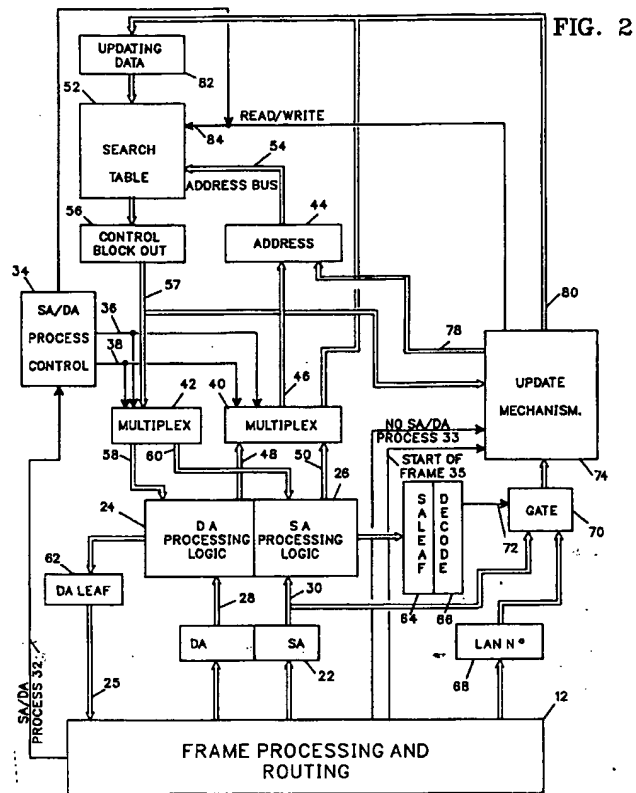 FIG. 2
UPDATING
DATA
52
82
READ/WRITE
84
54
SEARCH
TABLE
ADDRESS BUS
44
56
CONTROL
BLOCK OUT
ADDRESS
34
57
80
SA/DA
PROCESS
CONTROL
36
38
78
46
42
40
UPDATE
MECHANISM.
MULTIPLEX
MULTIPLEX
NO SA/DA
PROCESS 33
58
60
48
50
26
START OF
FRAME 35
74
24
DA
PROCESSING
LOGIC
SA
PROCESSING
LOGIC
SALEAF
DECODE
72
GATE
70
62
DA LEAF
28
30
64
66
DA
SA
22
LAN Nº
68
25
SA/DA
PROCESS 32
12
FRAME PROCESSING AND
ROUTING